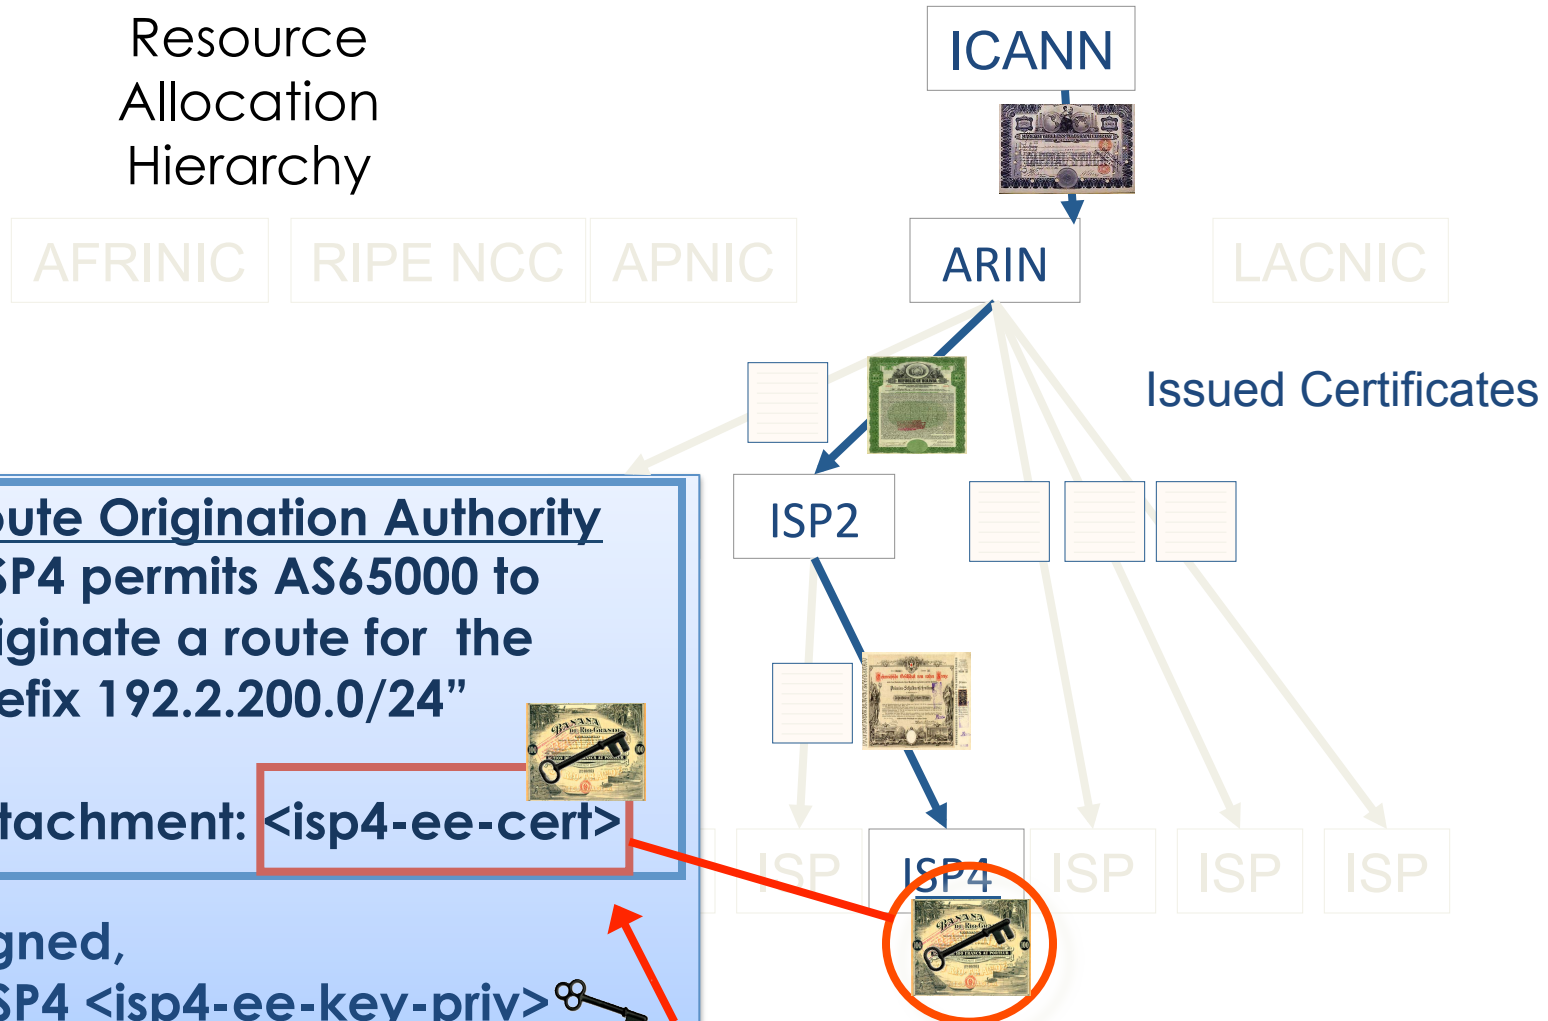 Resource
Allocation
Hierarchy
ICANN
AFRINIC
RIPE NCC
APNIC
ARIN
LACNIC
Issued Certificates
ISP2
oute Origination Authority
SP4 permits AS65000 to
iginate a route for the
efix 192.2.200.0/24”
ttachment: <isp4-ee-cert>
ISP
ISP4
ISP
ISP
ISP
gned,
SP4 <isp4-ee-key-priv>